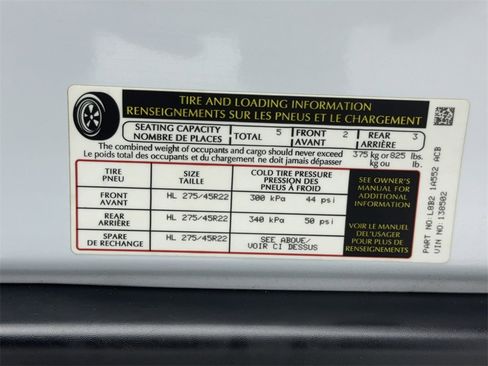 TIRE AND LOADING INFORMATION
RENSEIGNEMENTS SUR LES PNEUS ET LE CHARGEMENT
SEATING CAPACITY
NOMBRE DE PLACES
TOTAL 5
FRONT
AVANT 2
REAR
ARRIÈRE 3
The combined weight of occupants and cargo should never exceed 375 kg or 825 lbs.
Le poids total des occupants et du chargement ne doit jamais dépasser kg ou lb.
TIRE
PNEU
SIZE
TAILLE
COLD TIRE PRESSURE
PRESSION DES
PNEUS À FROID
FRONT
AVANT
HL 275/45R22
300 kPa 44 psi
REAR
ARRIÈRE
HL 275/45R22
340 kPa 50 psi
SPARE
DE RECHANGE
HL 275/45R22
SEE ABOVE/
VOIR CI DESSUS
SEE OWNER'S
MANUAL FOR
ADDITIONAL
INFORMATION
VOIR LE MANUEL
DEL'USAGER
POUR PLUS DE
RENSEIGNEMENTS
PART NO: L8B2 1A552 ACB
VIN NO: 138502